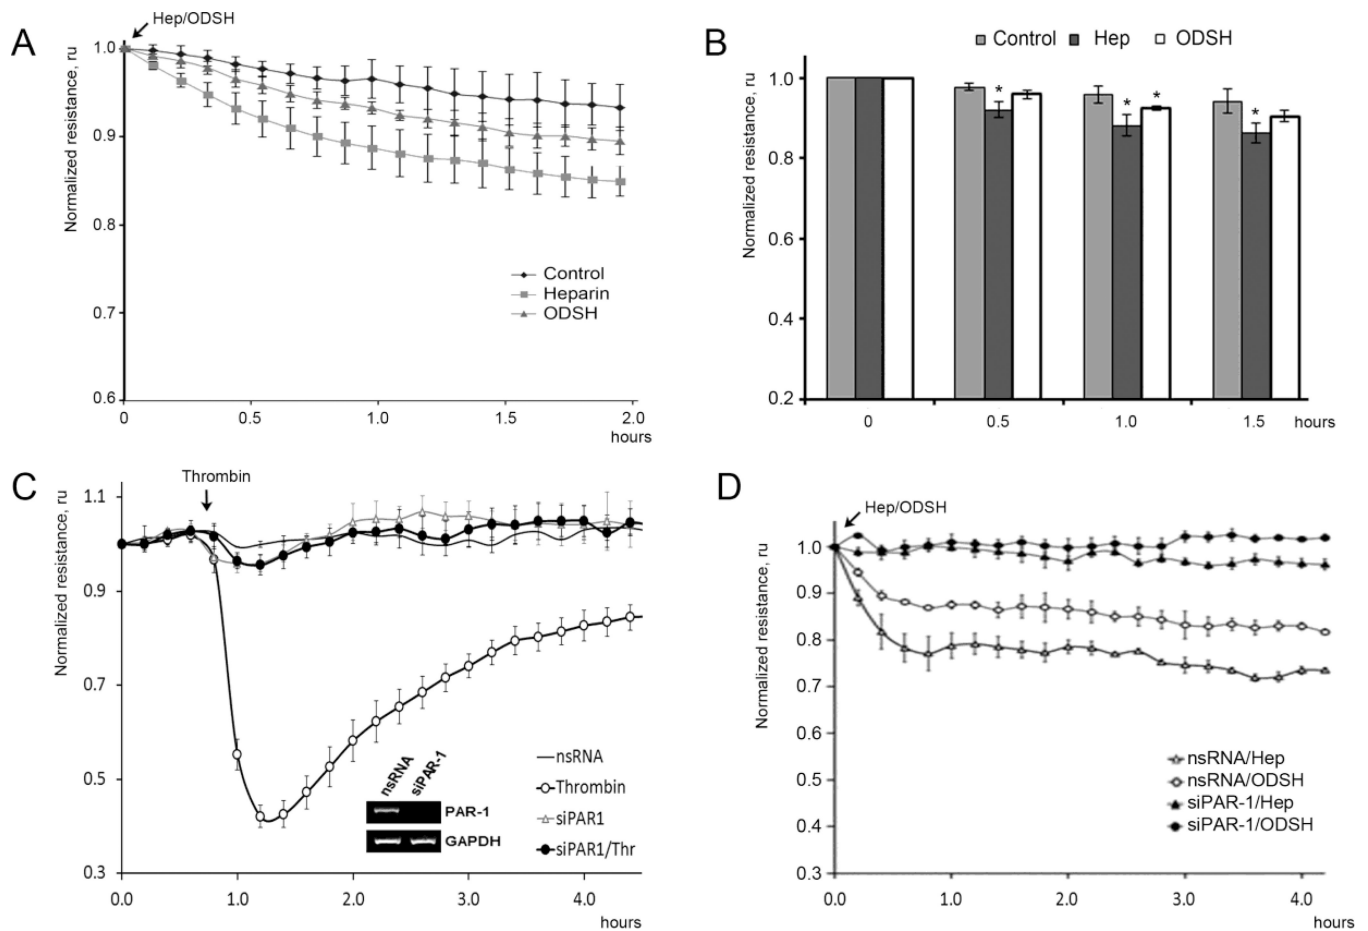 A
Hep/ODSH
Normalized resistance, ru
1.0
0.9
0.8
0.7
0.6
0
0.5
1.0
1.5
2.0
hours
Control
Heparin
ODSH
B
Control Hep ODSH
Normalized resistance, ru
1.0
0.8
0.6
0.4
0.2
*
* *
*
0
0.5
1.0
1.5
hours
C
Thrombin
Normalized resistance, ru
1.1
0.9
0.7
0.5
0.3
0.0
1.0
2.0
3.0
4.0
hours
nsRNA
siPAR-1
PAR-1
GAPDH
nsRNA
Thrombin
siPAR1
siPAR1/Thr
D
Hep/ODSH
Normalized resistance, ru
1.0
0.9
0.8
0.7
0.6
0.5
0.4
0.3
0.0
1.0
2.0
3.0
4.0
hours
nsRNA/Hep
nsRNA/ODSH
siPAR-1/Hep
siPAR-1/ODSH